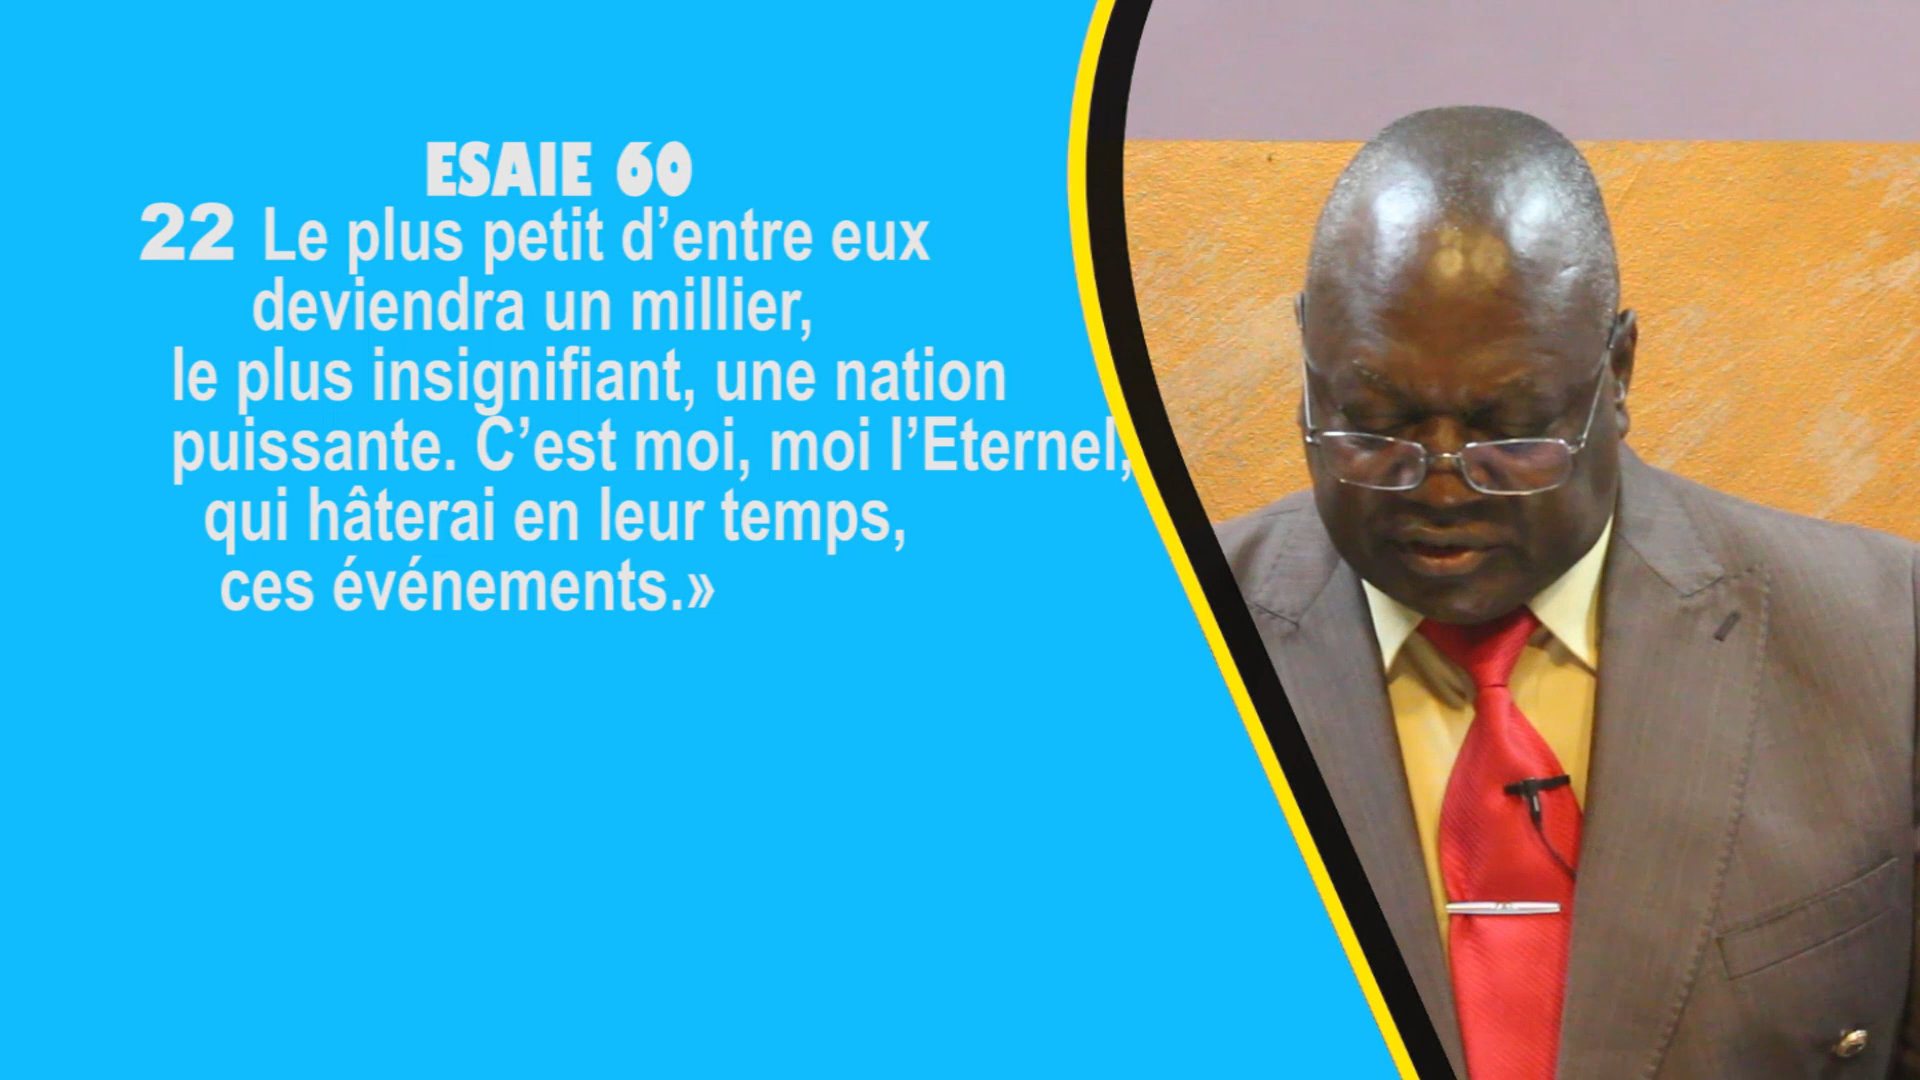 ESAIE 60
22 Le plus petit d’entre eux
deviendra un millier,
le plus insignifiant, une nation
puissante. C’est moi, moi l’Eternel,
qui hâterai en leur temps,
ces événements.»